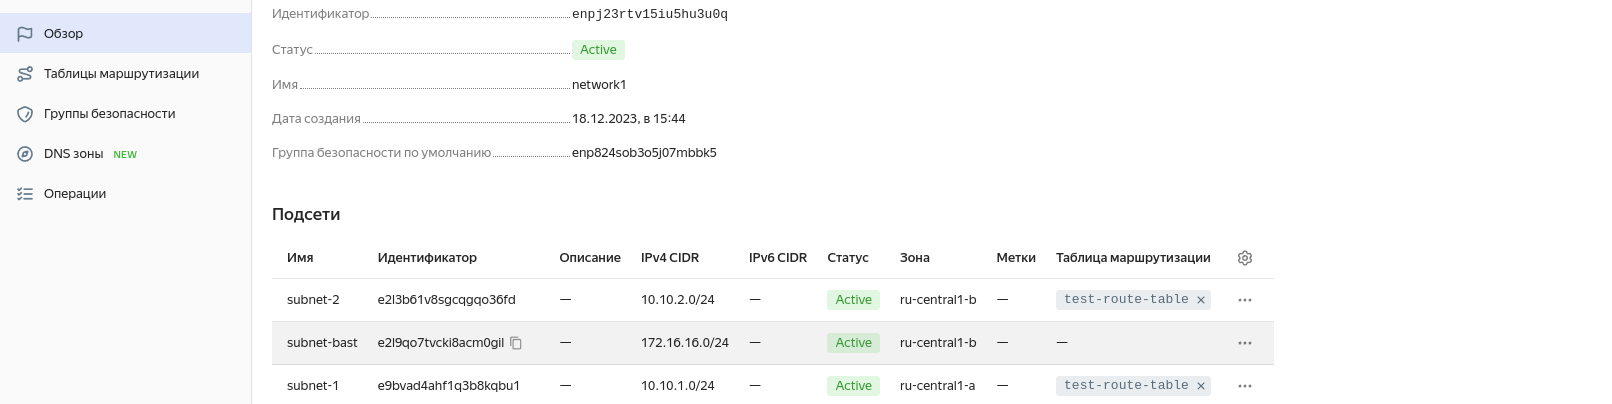 Обзор
Таблицы маршрутизации
Группы безопасности
DNS зоны NEW
Операции
Идентификатор enpj23rtv15iu5hu3u0q
Статус Active
Имя network1
Дата создания 18.12.2023, в 15:44
Группа безопасности по умолчанию enp824sob3o5j07mbbk5
Подсети
Имя Идентификатор Описание IPv4 CIDR IPv6 CIDR Статус Зона Метки Таблица маршрутизации
subnet-2 e2l3b61v8sgcqgqo36fd — 10.10.2.0/24 — Active ru-central1-b — test-route-table ×
subnet-bast e2l9qo7tvcki8acm0gil — 172.16.16.0/24 — Active ru-central1-b — —
subnet-1 e9bvad4ahf1q3b8kqbu1 — 10.10.1.0/24 — Active ru-central1-a — test-route-table ×